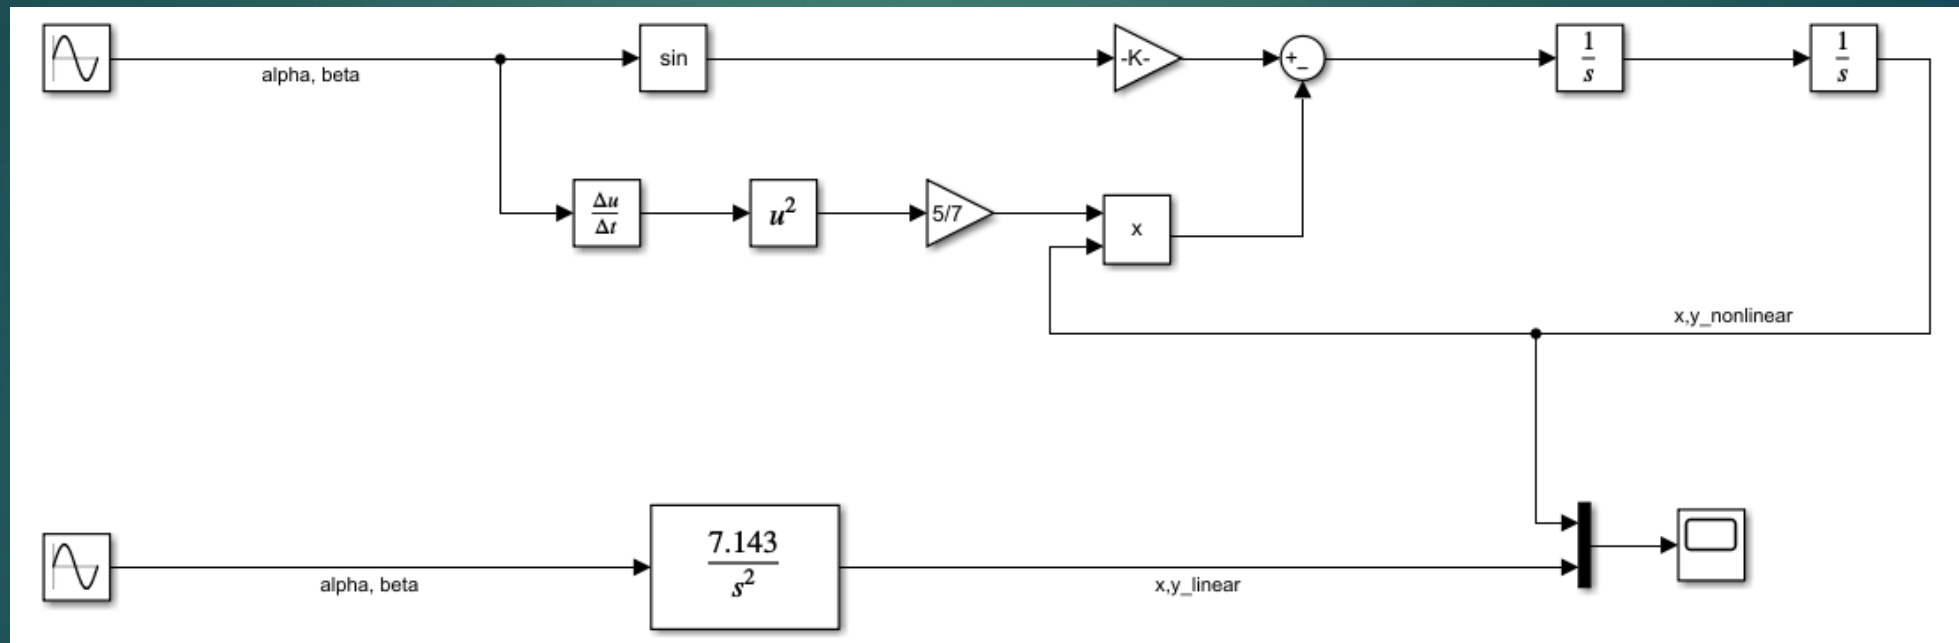 alpha, beta
sin
-K-
+_
1
s
1
s
Δu
Δt
u²
5/7
x
x,y_nonlinear
alpha, beta
7.143
s²
x,y_linear